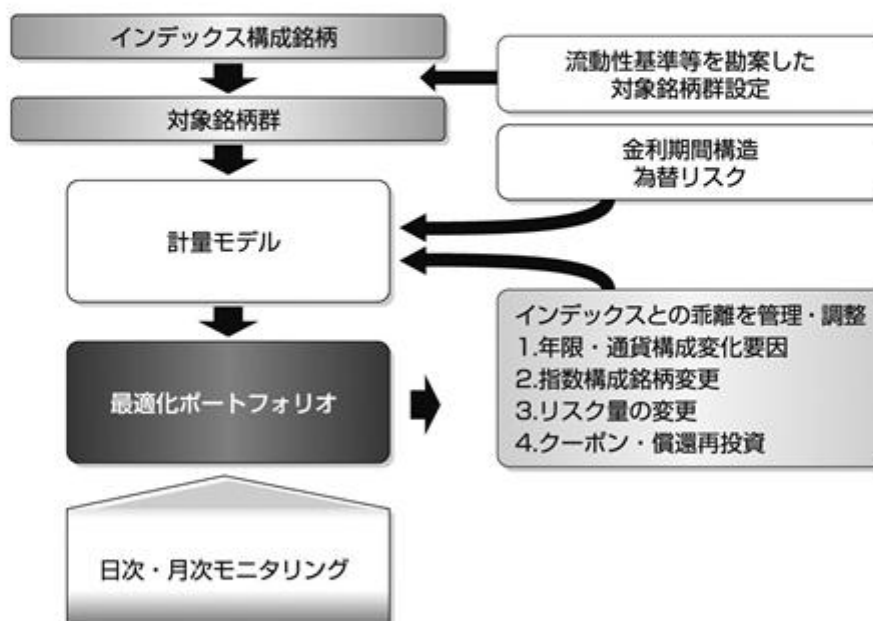 インデックス構成銘柄
流動性基準等を勘案した
対象銘柄群設定
対象銘柄群
金利期間構造
為替リスク
計量モデル
インデックスとの乖離を管理・調整
1.年限・通貨構成変化要因
2.指数構成銘柄変更
3.リスク量の変更
4.クーポン・償還再投資
最適化ポートフォリオ
日次・月次モニタリング